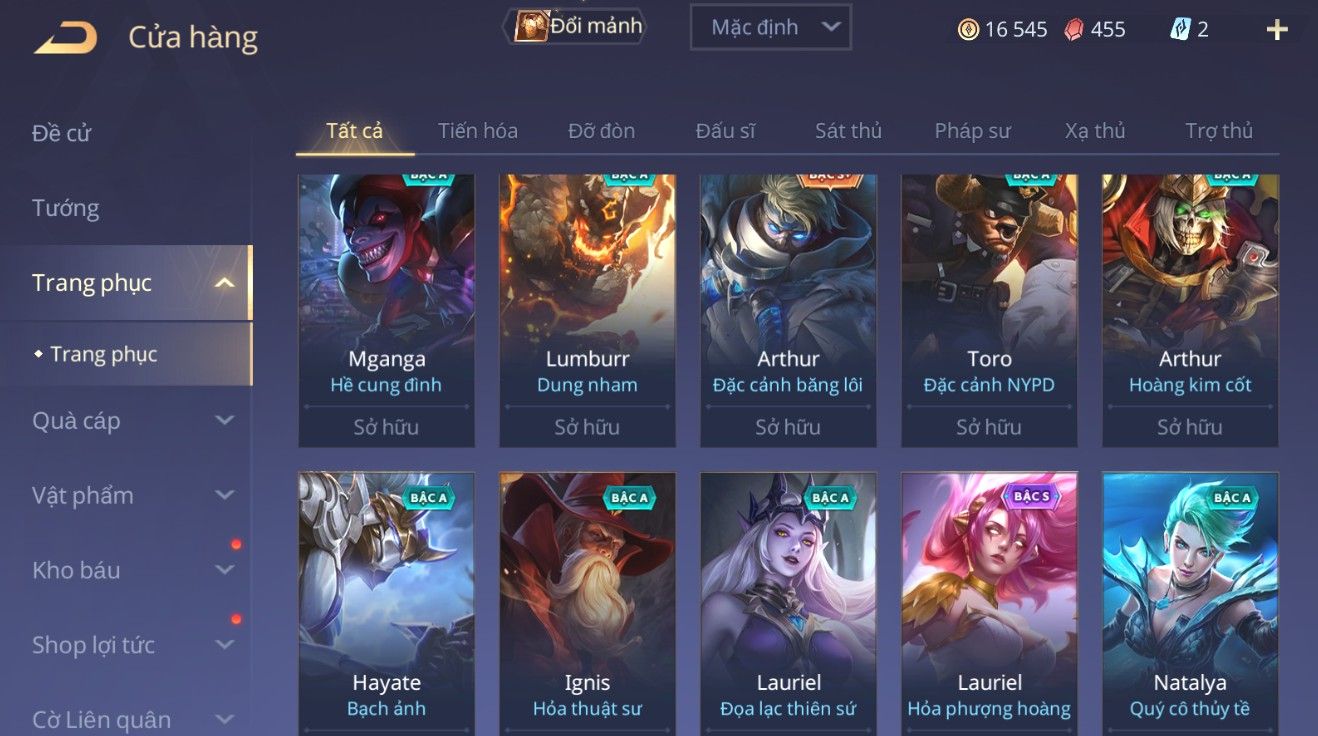 Cửa hàng
Đổi mảnh
Mặc định
16 545
455
2
Đề cử
Tướng
Trang phục
Trang phục
Quà cáp
Vật phẩm
Kho báu
Shop lợi tức
Cờ Liên quân
Tất cả Tiến hóa Đỡ đòn Đấu sĩ Sát thủ Pháp sư Xạ thủ Trợ thủ
BẬC A BẬC A BẬC S+ BẬC A BẬC A
Mganga Lumburr Arthur Toro Arthur
Hề cung đình Dung nham Đặc cảnh băng lôi Đặc cảnh NYPD Hoàng kim cốt
Sở hữu Sở hữu Sở hữu Sở hữu Sở hữu
BẬC A BẬC A BẬC A BẬC S BẬC A
Hayate Ignis Lauriel Lauriel Natalya
Bạch ảnh Hỏa thuật sư Đọa lạc thiên sứ Hỏa phượng hoàng Quý cô thủy tề